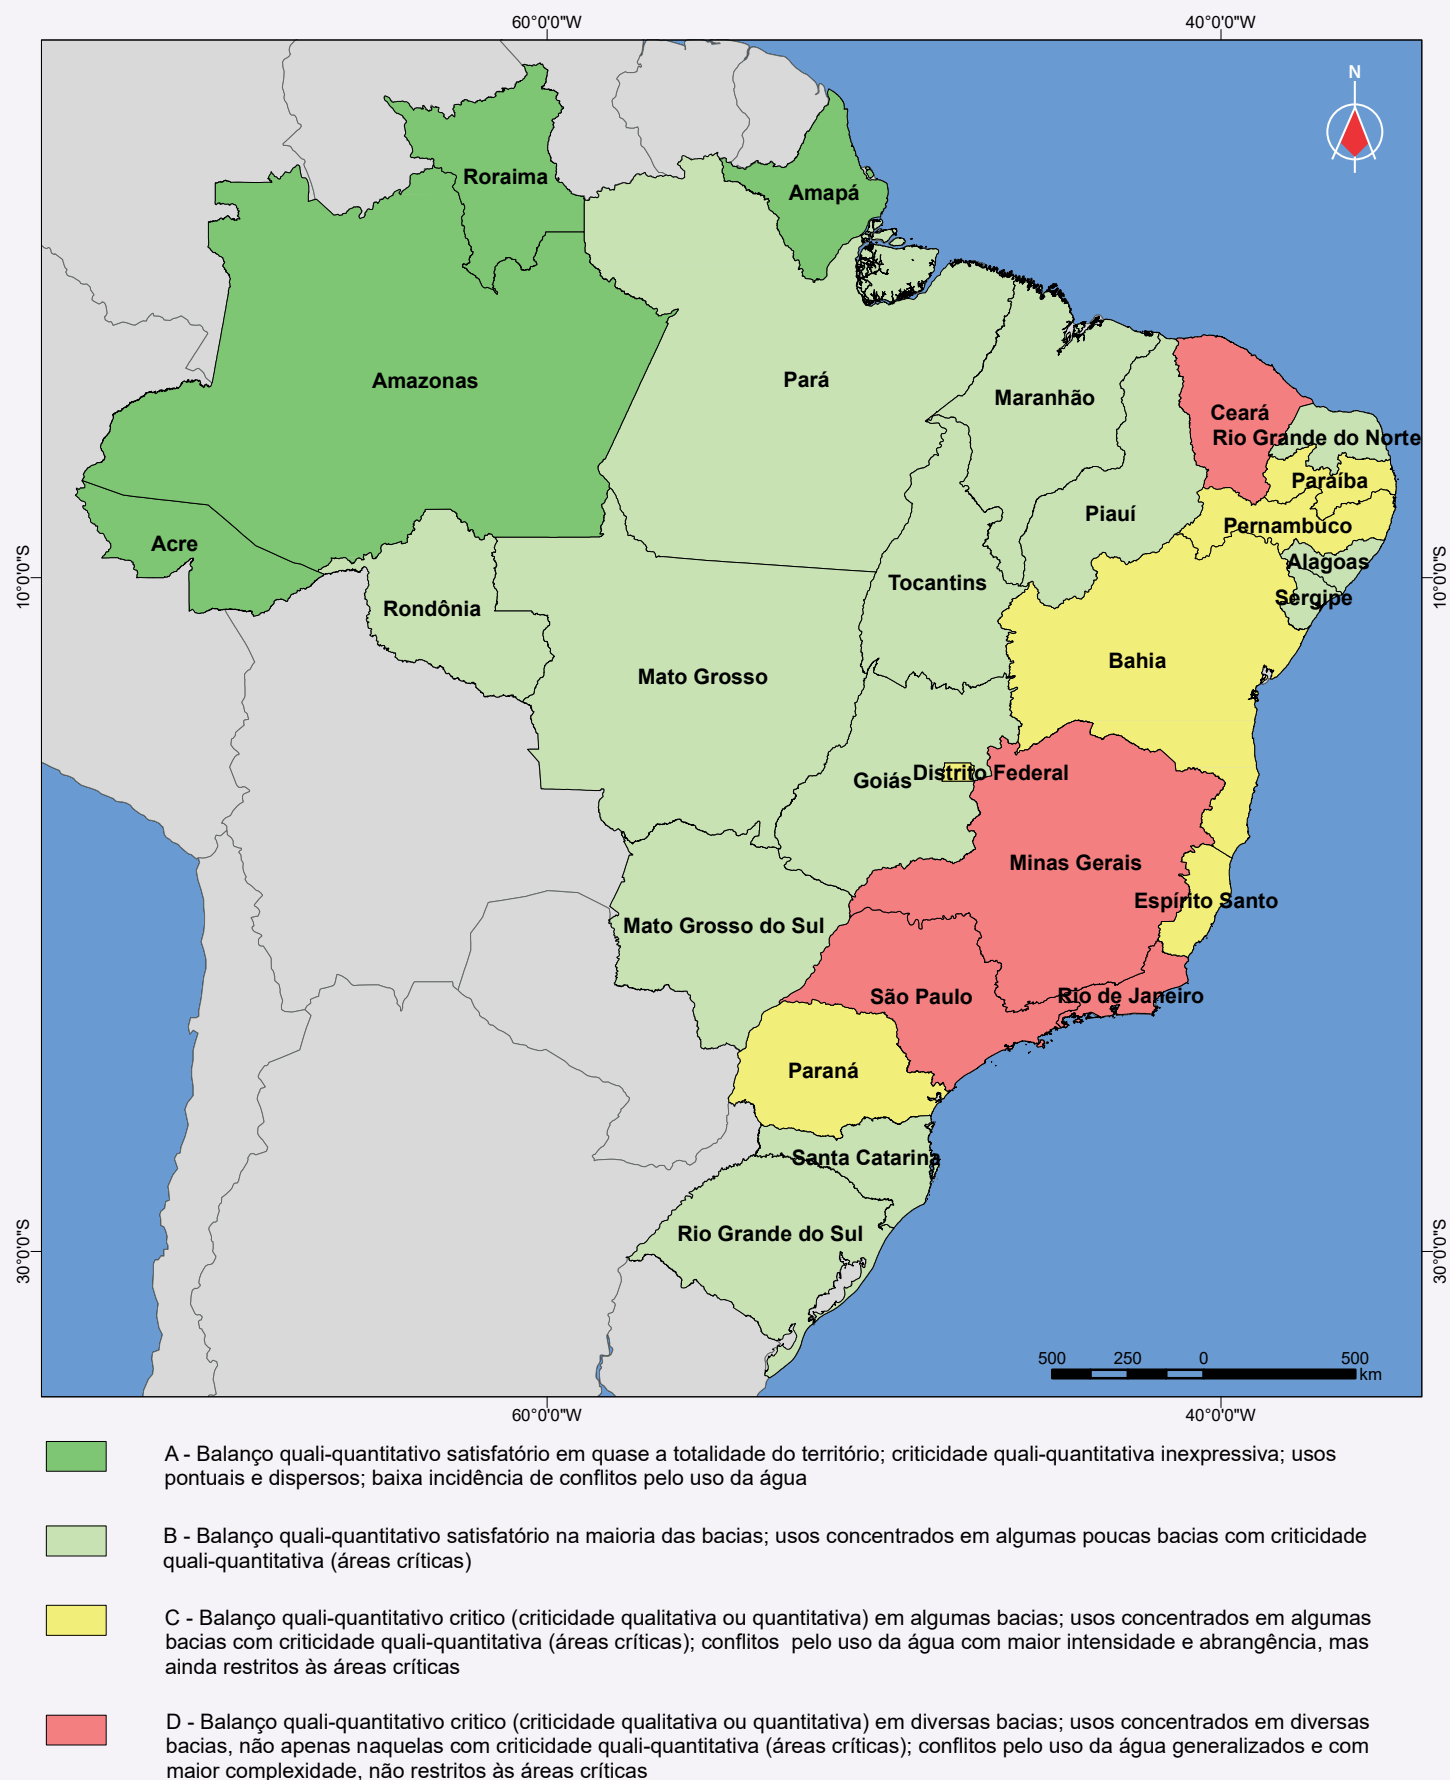 60°0'0"W
40°0'0"W
N
Roraima
Amapá
Amazonas
Pará
Maranhão
Ceará
Rio Grande do Norte
Paraíba
Piauí
Pernambuco
Acre
Alagoas
10°0'0"S
10°0'0"S
Tocantins
Sergipe
Rondônia
Bahia
Mato Grosso
Distrito Federal
Goiás
Minas Gerais
Espírito Santo
Mato Grosso do Sul
São Paulo
Rio de Janeiro
Paraná
Santa Catarina
Rio Grande do Sul
30°0'0"S
30°0'0"S
500 250 0 500
km
60°0'0"W
40°0'0"W
A - Balanço quali-quantitativo satisfatório em quase a totalidade do território; criticidade quali-quantitativa inexpressiva; usos
pontuais e dispersos; baixa incidência de conflitos pelo uso da água
B - Balanço quali-quantitativo satisfatório na maioria das bacias; usos concentrados em algumas poucas bacias com criticidade
quali-quantitativa (áreas críticas)
C - Balanço quali-quantitativo critico (criticidade qualitativa ou quantitativa) em algumas bacias; usos concentrados em algumas
bacias com criticidade quali-quantitativa (áreas críticas); conflitos pelo uso da água com maior intensidade e abrangência, mas
ainda restritos às áreas críticas
D - Balanço quali-quantitativo critico (criticidade qualitativa ou quantitativa) em diversas bacias; usos concentrados em diversas
bacias, não apenas naquelas com criticidade quali-quantitativa (áreas críticas); conflitos pelo uso da água generalizados e com
maior complexidade, não restritos às áreas críticas